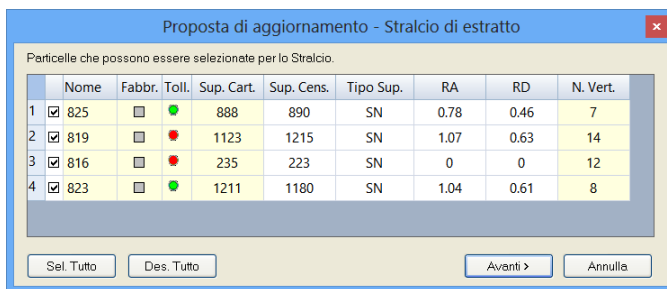 Proposta di aggiornamento - Stralcio di estratto
Particelle che possono essere selezionate per lo Stralcio.
Nome Fabbr. Toll. Sup. Cart. Sup. Cens. Tipo Sup. RA RD N. Vert.
1 825 888 890 SN 0.78 0.46 7
2 819 1123 1215 SN 1.07 0.63 14
3 816 235 223 SN 0 0 12
4 823 1211 1180 SN 1.04 0.61 8
Sel. Tutto Des. Tutto Avanti > Annulla